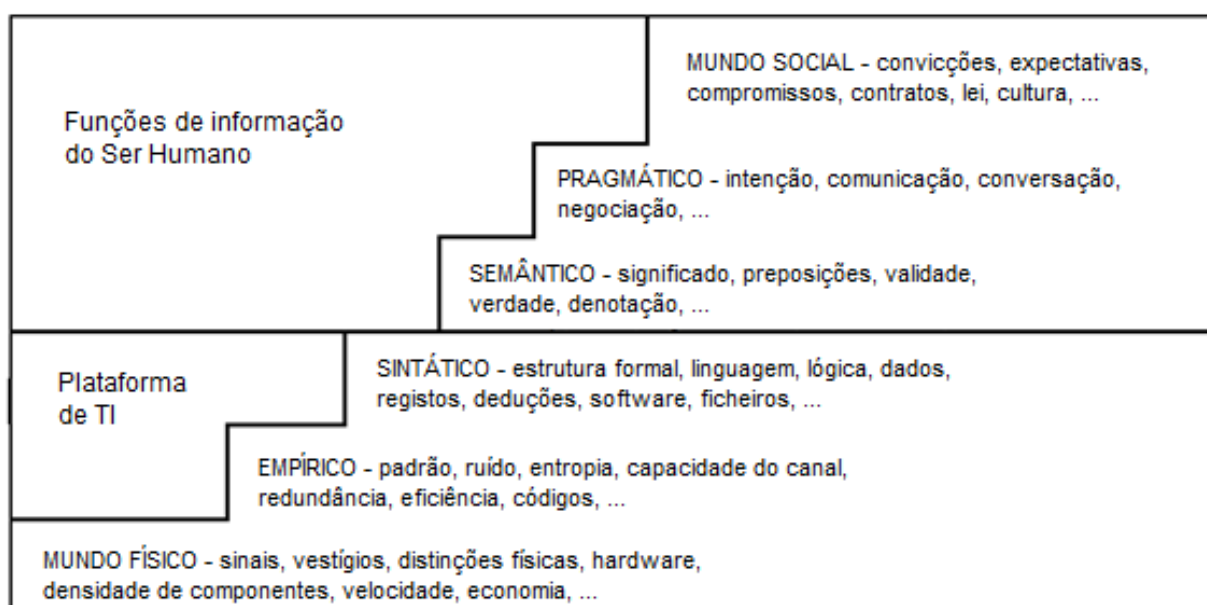 MUNDO SOCIAL - convicções, expectativas,
compromissos, contratos, lei, cultura, ...
Funções de informação
do Ser Humano
PRAGMÁTICO - intenção, comunicação, conversação,
negociação, ...
SEMÂNTICO - significado, preposições, validade,
verdade, denotação, ...
SINTÁTICO - estrutura formal, linguagem, lógica, dados,
registos, deduções, software, ficheiros, ...
Plataforma
de TI
EMPÍRICO - padrão, ruído, entropia, capacidade do canal,
redundância, eficiência, códigos, ...
MUNDO FÍSICO - sinais, vestígios, distinções físicas, hardware,
densidade de componentes, velocidade, economia, ...